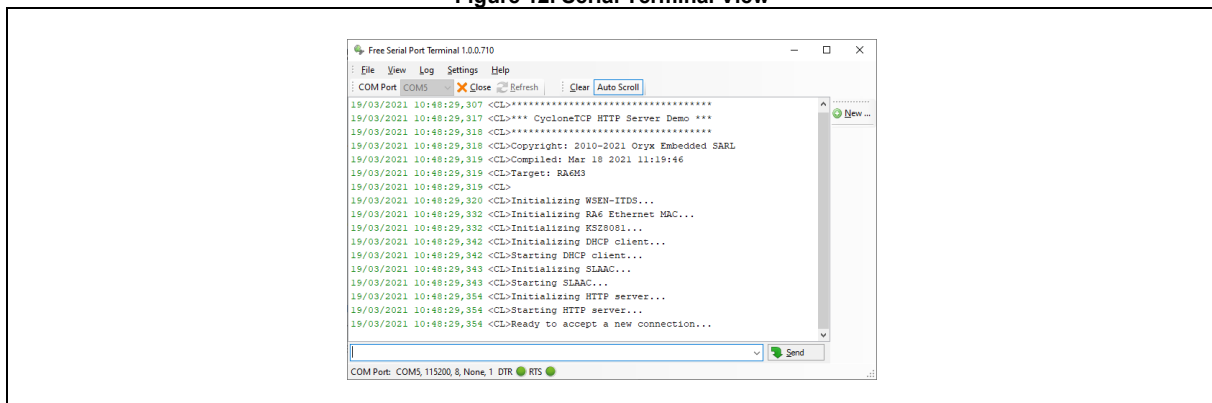 Figure 12. Serial Terminal View
Free Serial Port Terminal 1.0.0.710
File View Log Settings Help
COM Port COM5 Close Refresh Clear Auto Scroll
19/03/2021 10:48:29,307 <CL>***********************************
19/03/2021 10:48:29,317 <CL>*** CycloneTCP HTTP Server Demo ***
19/03/2021 10:48:29,318 <CL>***********************************
19/03/2021 10:48:29,318 <CL>Copyright: 2010-2021 Oryx Embedded SARL
19/03/2021 10:48:29,319 <CL>Compiled: Mar 18 2021 11:19:46
19/03/2021 10:48:29,319 <CL>Target: RA6M3
19/03/2021 10:48:29,319 <CL>
19/03/2021 10:48:29,320 <CL>Initializing WSEN-ITDS...
19/03/2021 10:48:29,332 <CL>Initializing RA6 Ethernet MAC...
19/03/2021 10:48:29,332 <CL>Initializing KSZ8081...
19/03/2021 10:48:29,342 <CL>Initializing DHCP client...
19/03/2021 10:48:29,342 <CL>Starting DHCP client...
19/03/2021 10:48:29,343 <CL>Initializing SLAAC...
19/03/2021 10:48:29,343 <CL>Starting SLAAC...
19/03/2021 10:48:29,354 <CL>Initializing HTTP server...
19/03/2021 10:48:29,354 <CL>Starting HTTP server...
19/03/2021 10:48:29,354 <CL>Ready to accept a new connection...
New ...
Send
COM Port: COM5, 115200, 8, None, 1 DTR RTS